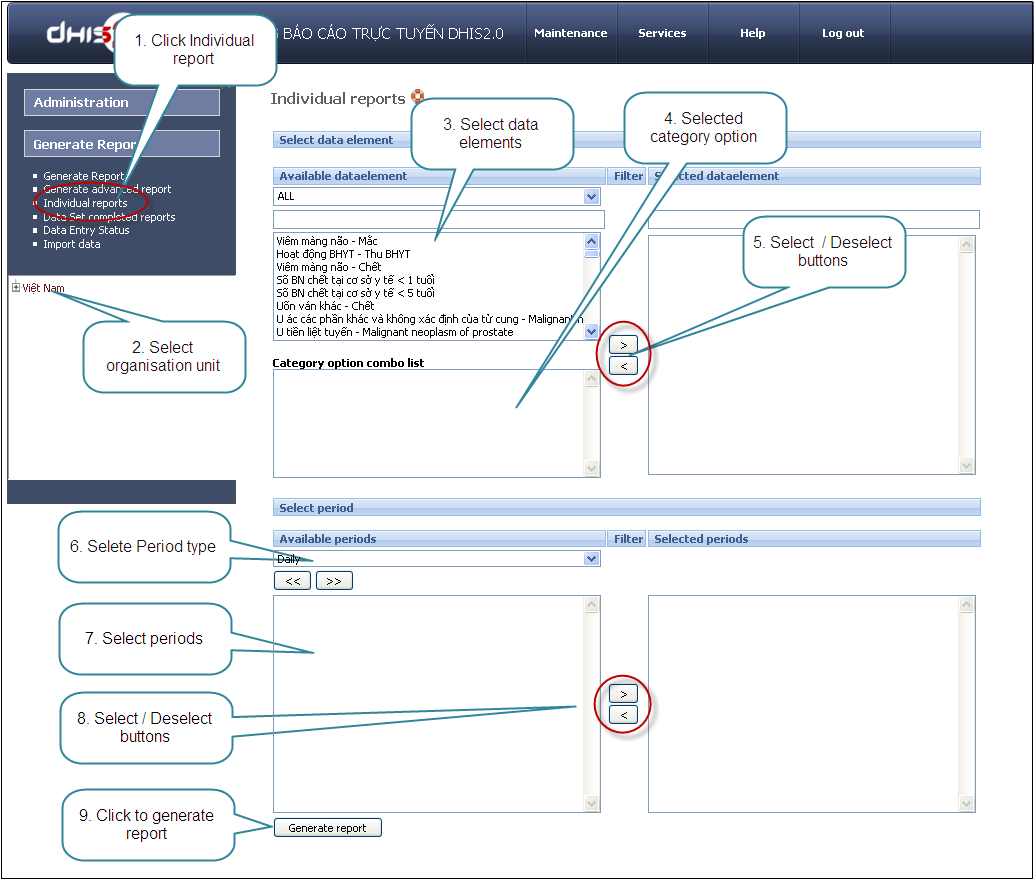 DHIS
BÁO CÁO TRỰC TUYẾN DHIS2.0
Maintenance
Services
Help
Log out
1. Click Individual
report
Administration
Generate Repor
Generate Report
Generate advanced report
Individual reports
Data Set completed reports
Data Entry Status
Import data
Việt Nam
2. Select
organisation unit
Individual reports
3. Select data
elements
4. Selected
category option
Select data element
Available dataelement
Filter
Selected dataelement
ALL
Viêm màng não - Mắc
Hoạt động BHYT - Thu BHYT
Viêm màng não - Chết
Số BN chết tại cơ sở y tế < 1 tuổi
Số BN chết tại cơ sở y tế < 5 tuổi
Uốn ván khác - Chết
U ác các phần khác và không xác định của tử cung - Malignant n
U tiền liệt tuyến - Malignant neoplasm of prostate
5. Select / Deselect
buttons
>
<
Category option combo list
Select period
Available periods
Filter
Selected periods
6. Selete Period type
Daily
<<
>>
7. Select periods
8. Select / Deselect
buttons
>
<
9. Click to generate
report
Generate report